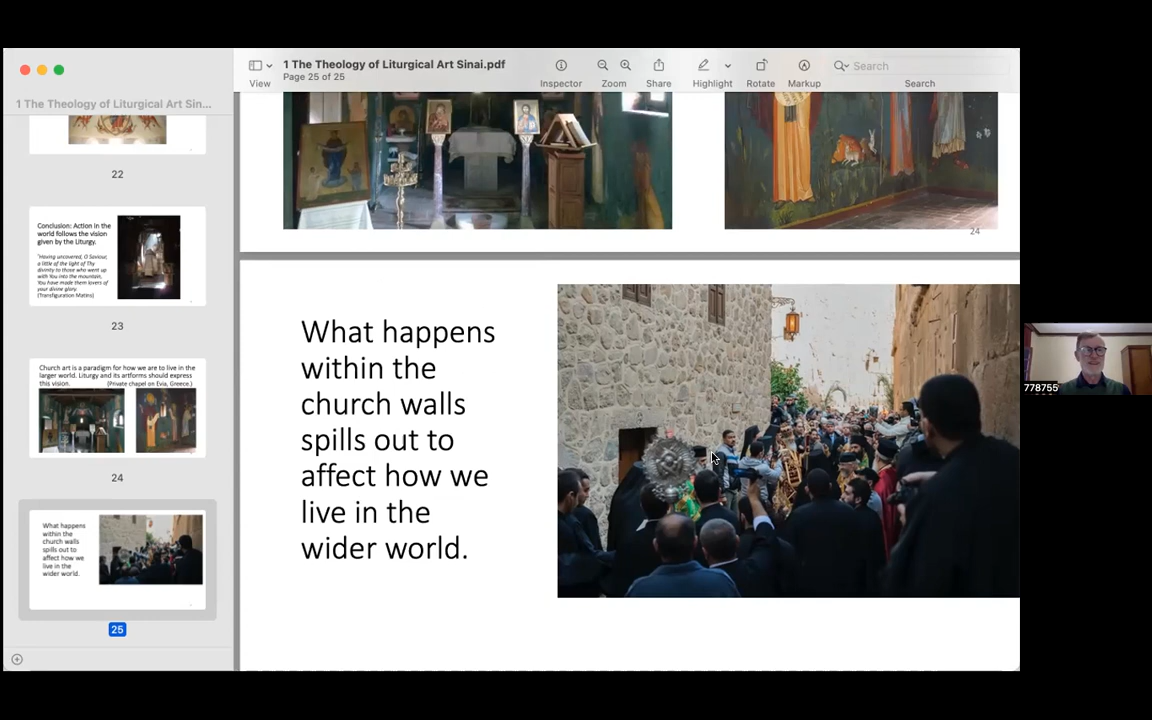 1 The Theology of Liturgical Art Sinai.pdf
Page 25 of 25
View
Inspector
Zoom
Share
Highlight
Rotate
Markup
Search
Search
1 The Theology of Liturgical Art Sin...
22
Conclusion: Action in the
world follows the vision
given by the Liturgy.
"Having uncovered, O Saviour,
a little of the light of Thy
divinity to those who went up
with You into the mountain,
You have made them lovers of
your divine glory.
(Transfiguration Matins)
23
Church art is a paradigm for how we are to live in the
larger world. Liturgy and its artforms should express
this vision. (Private chapel on Evia, Greece.)
24
What happens
within the
church walls
spills out to
affect how we
live in the
wider world.
25
24
What happens
within the
church walls
spills out to
affect how we
live in the
wider world.
778755